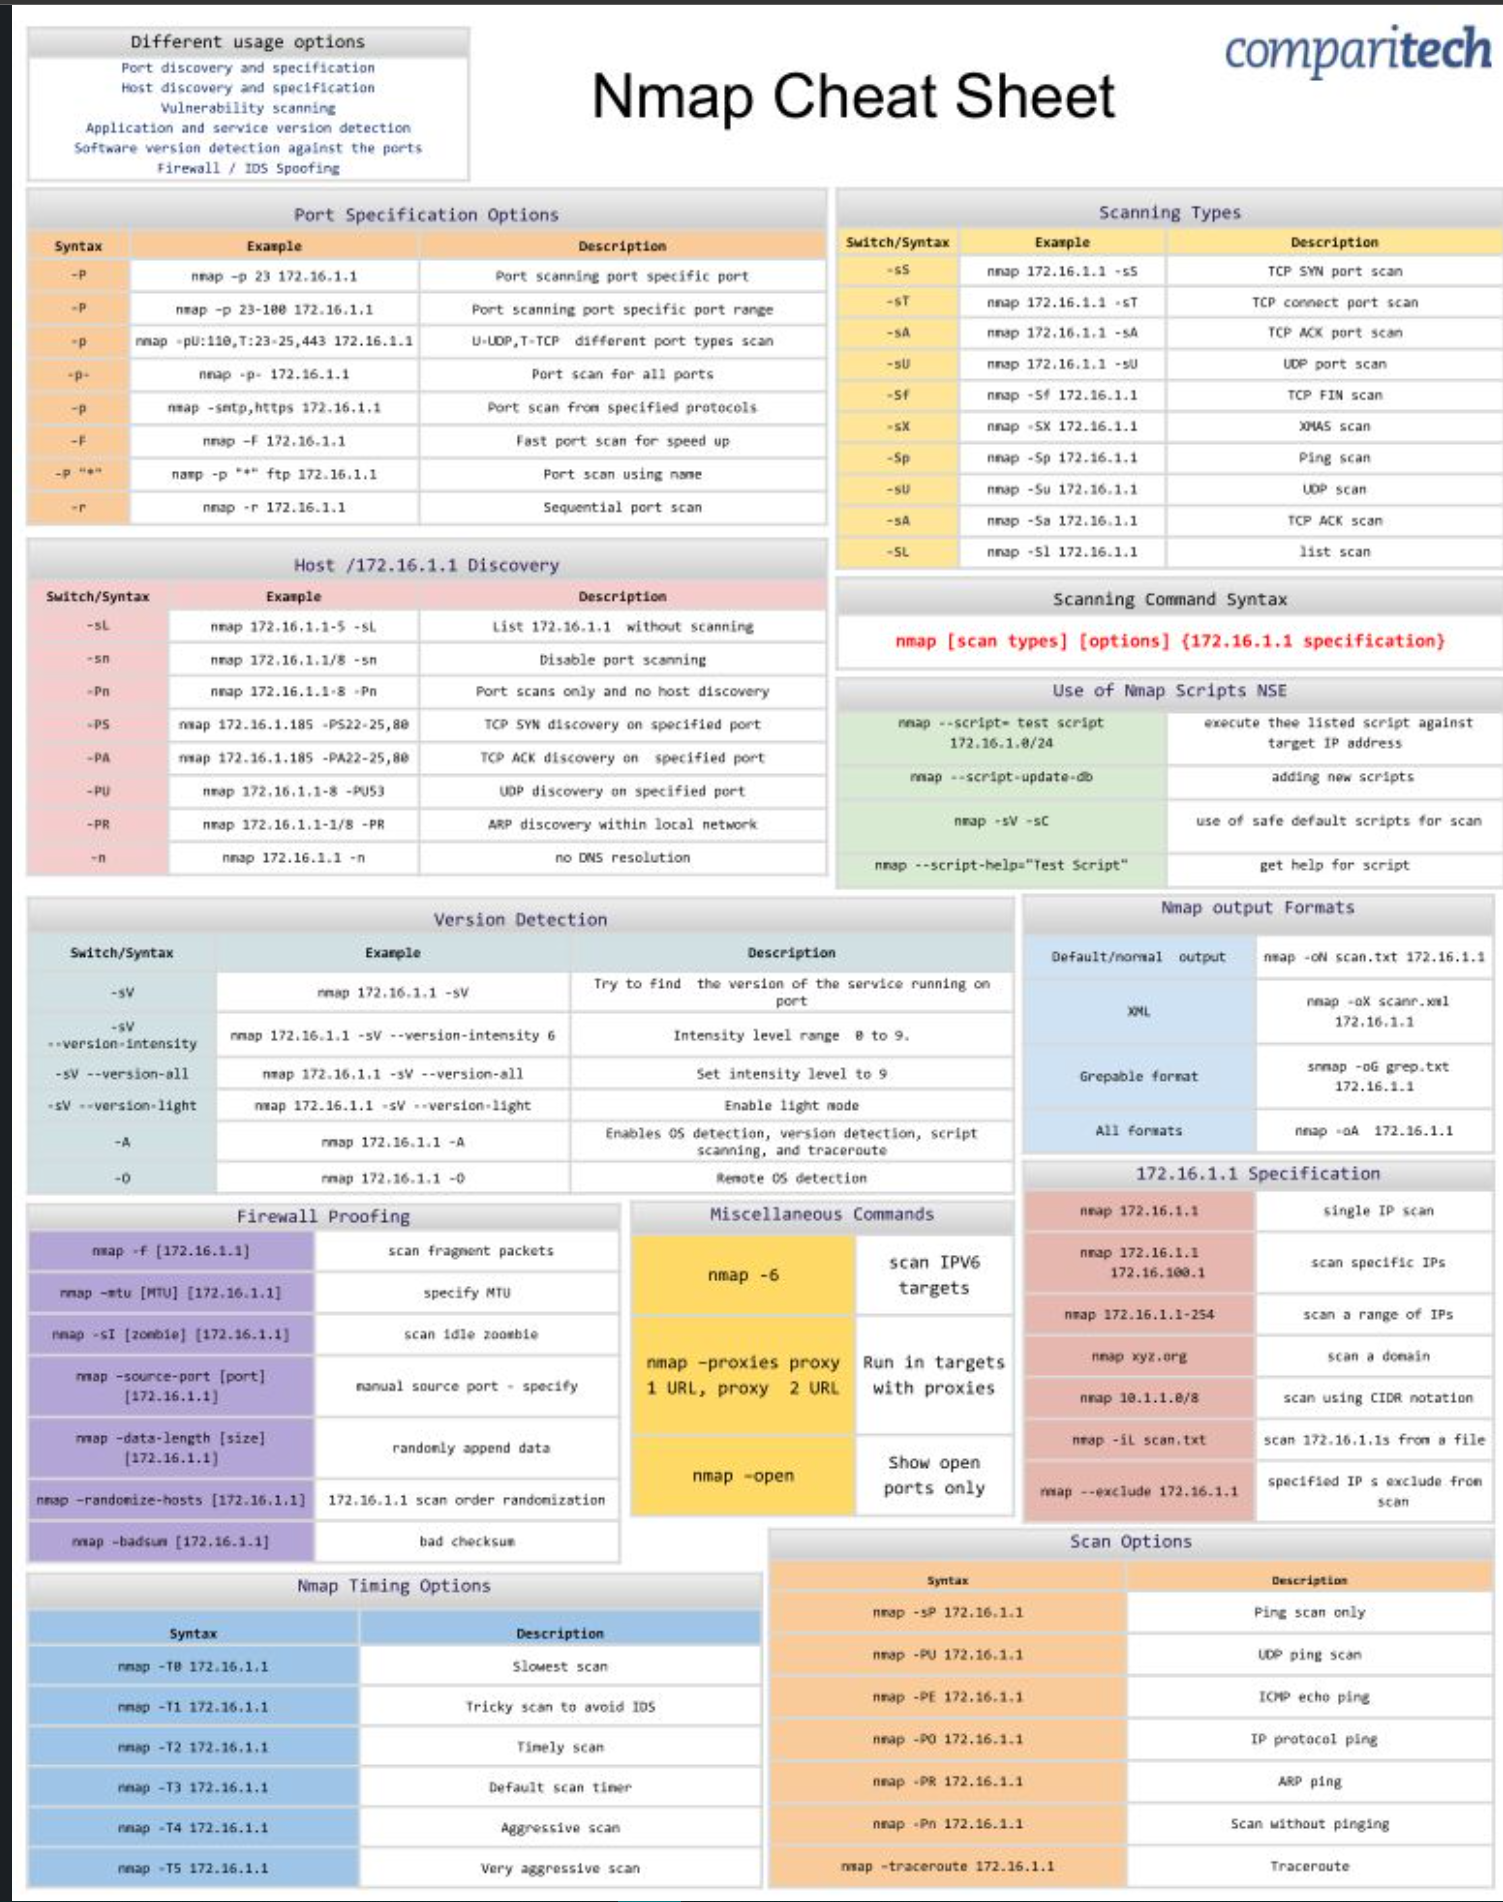 Different usage options
Port discovery and specification
Host discovery and specification
Vulnerability scanning
Application and service version detection
Software version detection against the ports
Firewall / IDS Spoofing
Nmap Cheat Sheet
comparitech
Port Specification Options
Syntax Example Description
-P nmap -p 23 172.16.1.1 Port scanning port specific port
-P nmap -p 23-100 172.16.1.1 Port scanning port specific port range
-p nmap -pU:110,T:23-25,443 172.16.1.1 U-UDP,T-TCP different port types scan
-p- nmap -p- 172.16.1.1 Port scan for all ports
-p nmap -smtp,https 172.16.1.1 Port scan from specified protocols
-F nmap -F 172.16.1.1 Fast port scan for speed up
-P "*" namp -p "*" ftp 172.16.1.1 Port scan using name
-r nmap -r 172.16.1.1 Sequential port scan
Host /172.16.1.1 Discovery
Switch/Syntax Example Description
-sL nmap 172.16.1.1-5 -sL List 172.16.1.1 without scanning
-sn nmap 172.16.1.1/8 -sn Disable port scanning
-Pn nmap 172.16.1.1-8 -Pn Port scans only and no host discovery
-PS nmap 172.16.1.185 -PS22-25,80 TCP SYN discovery on specified port
-PA nmap 172.16.1.185 -PA22-25,80 TCP ACK discovery on specified port
-PU nmap 172.16.1.1-8 -PU53 UDP discovery on specified port
-PR nmap 172.16.1.1-1/8 -PR ARP discovery within local network
-n nmap 172.16.1.1 -n no DNS resolution
Scanning Types
Switch/Syntax Example Description
-sS nmap 172.16.1.1 -sS TCP SYN port scan
-sT nmap 172.16.1.1 -sT TCP connect port scan
-sA nmap 172.16.1.1 -sA TCP ACK port scan
-sU nmap 172.16.1.1 -sU UDP port scan
-Sf nmap -Sf 172.16.1.1 TCP FIN scan
-sX nmap -SX 172.16.1.1 XMAS scan
-Sp nmap -Sp 172.16.1.1 Ping scan
-sU nmap -Su 172.16.1.1 UDP scan
-sA nmap -Sa 172.16.1.1 TCP ACK scan
-SL nmap -Sl 172.16.1.1 list scan
Scanning Command Syntax
nmap [scan types] [options] {172.16.1.1 specification}
Use of Nmap Scripts NSE
nmap --script= test script execute thee listed script against
172.16.1.0/24 target IP address
nmap --script-update-db adding new scripts
nmap -sV -sC use of safe default scripts for scan
nmap --script-help="Test Script" get help for script
Version Detection
Switch/Syntax Example Description
-sV nmap 172.16.1.1 -sV Try to find the version of the service running on
port
-sV
--version-intensity nmap 172.16.1.1 -sV --version-intensity 6 Intensity level range 0 to 9.
-sV --version-all nmap 172.16.1.1 -sV --version-all Set intensity level to 9
-sV --version-light nmap 172.16.1.1 -sV --version-light Enable light mode
-A nmap 172.16.1.1 -A Enables OS detection, version detection, script
scanning, and traceroute
-O nmap 172.16.1.1 -O Remote OS detection
Nmap output Formats
Default/normal output nmap -oN scan.txt 172.16.1.1
XML nmap -oX scanr.xml
172.16.1.1
Grepable format snmap -oG grep.txt
172.16.1.1
All formats nmap -oA 172.16.1.1
172.16.1.1 Specification
nmap 172.16.1.1 single IP scan
nmap 172.16.1.1
172.16.100.1 scan specific IPs
nmap 172.16.1.1-254 scan a range of IPs
nmap xyz.org scan a domain
nmap 10.1.1.0/8 scan using CIDR notation
nmap -iL scan.txt scan 172.16.1.1s from a file
nmap --exclude 172.16.1.1 specified IP s exclude from
scan
Firewall Proofing
nmap -f [172.16.1.1] scan fragment packets
nmap -mtu [MTU] [172.16.1.1] specify MTU
nmap -sI [zombie] [172.16.1.1] scan idle zoombie
nmap -source-port [port]
[172.16.1.1] manual source port - specify
nmap -data-length [size]
[172.16.1.1] randomly append data
nmap -randomize-hosts [172.16.1.1] 172.16.1.1 scan order randomization
nmap -badsum [172.16.1.1] bad checksum
Miscellaneous Commands
nmap -6 scan IPV6
targets
nmap -proxies proxy Run in targets
1 URL, proxy 2 URL with proxies
nmap -open Show open
ports only
Nmap Timing Options
Syntax Description
nmap -T0 172.16.1.1 Slowest scan
nmap -T1 172.16.1.1 Tricky scan to avoid IDS
nmap -T2 172.16.1.1 Timely scan
nmap -T3 172.16.1.1 Default scan timer
nmap -T4 172.16.1.1 Aggressive scan
nmap -T5 172.16.1.1 Very aggressive scan
Scan Options
Syntax Description
nmap -sP 172.16.1.1 Ping scan only
nmap -PU 172.16.1.1 UDP ping scan
nmap -PE 172.16.1.1 ICMP echo ping
nmap -PO 172.16.1.1 IP protocol ping
nmap -PR 172.16.1.1 ARP ping
nmap -Pn 172.16.1.1 Scan without pinging
nmap -traceroute 172.16.1.1 Traceroute